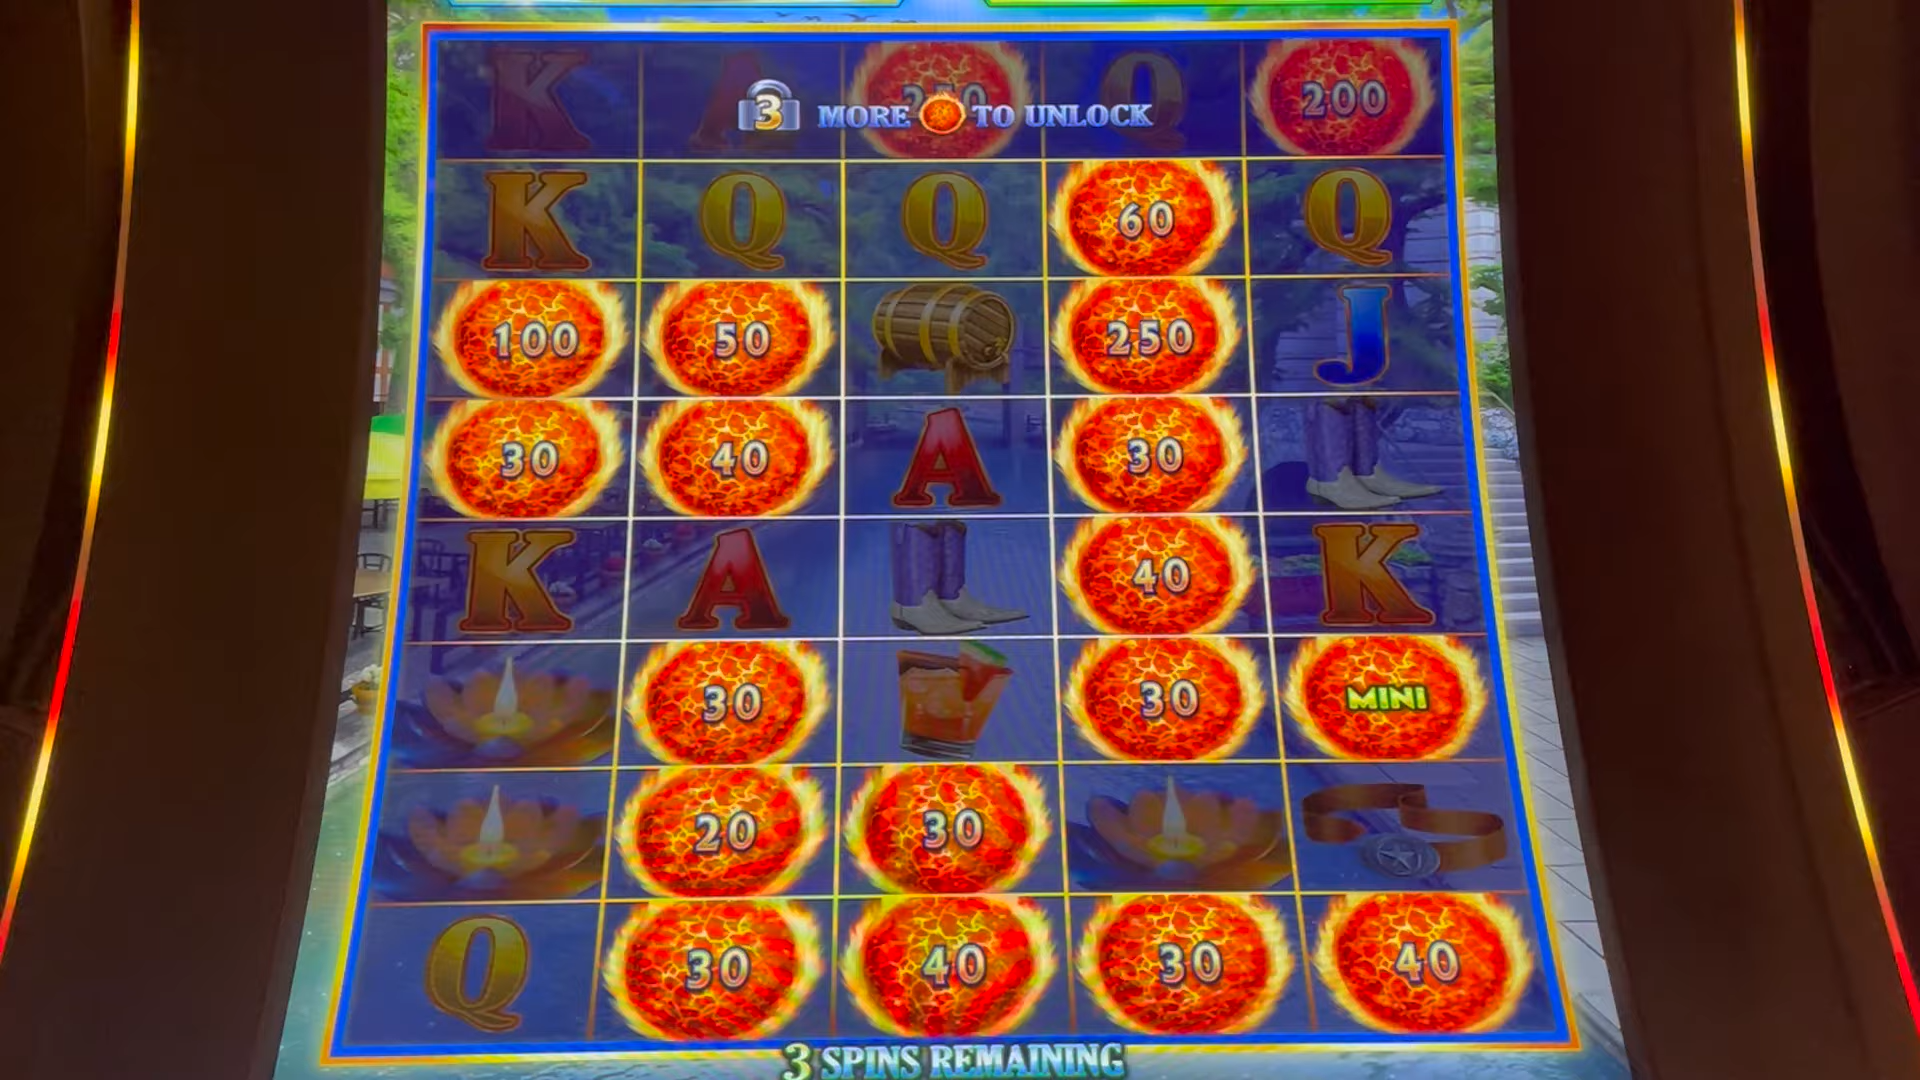 K A 250 Q 200
3 MORE TO UNLOCK
K Q Q 60 Q
100 50 250 J
30 40 A 30
K A 40 K
30 30 MINI
20 30
Q 30 40 30 40
3 SPINS REMAINING